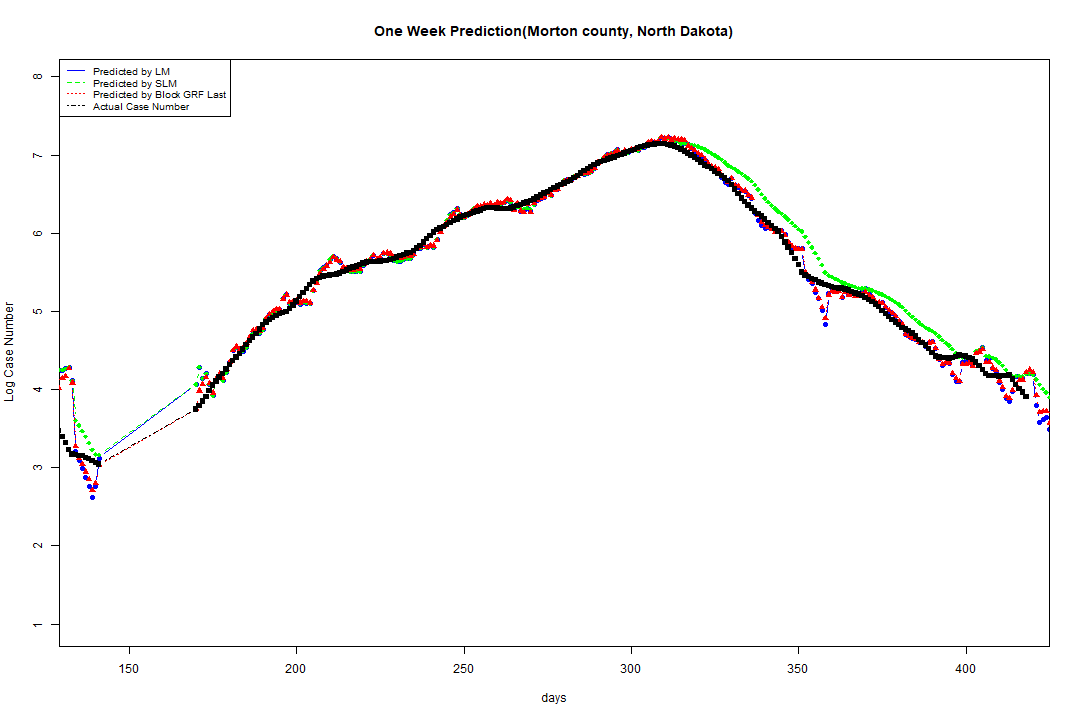 One Week Prediction(Morton county, North Dakota)
Predicted by LM
Predicted by SLM
Predicted by Block GRF Last
Actual Case Number
8
7
6
5
4
3
2
1
Log Case Number
150 200 250 300 350 400
days